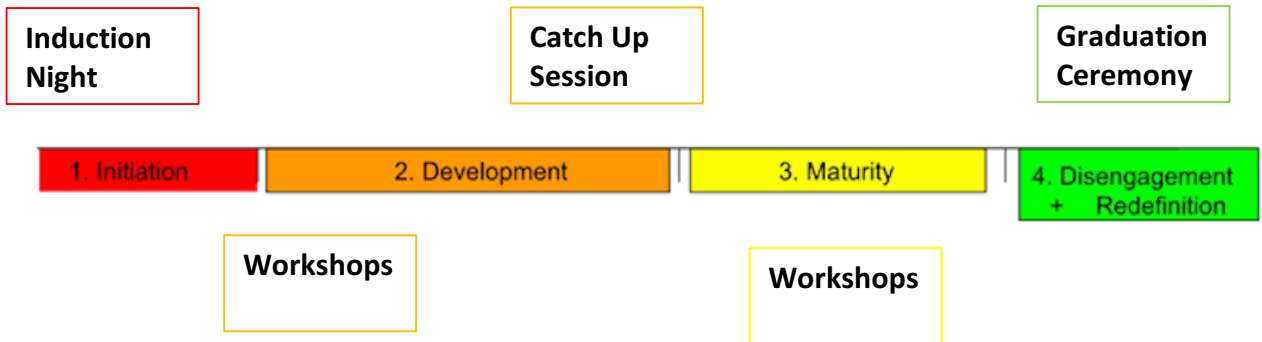 Induction
Night
Catch Up
Session
Graduation
Ceremony
1. Initiation
2. Development
3. Maturity
4. Disengagement
+ Redefinition
Workshops
Workshops